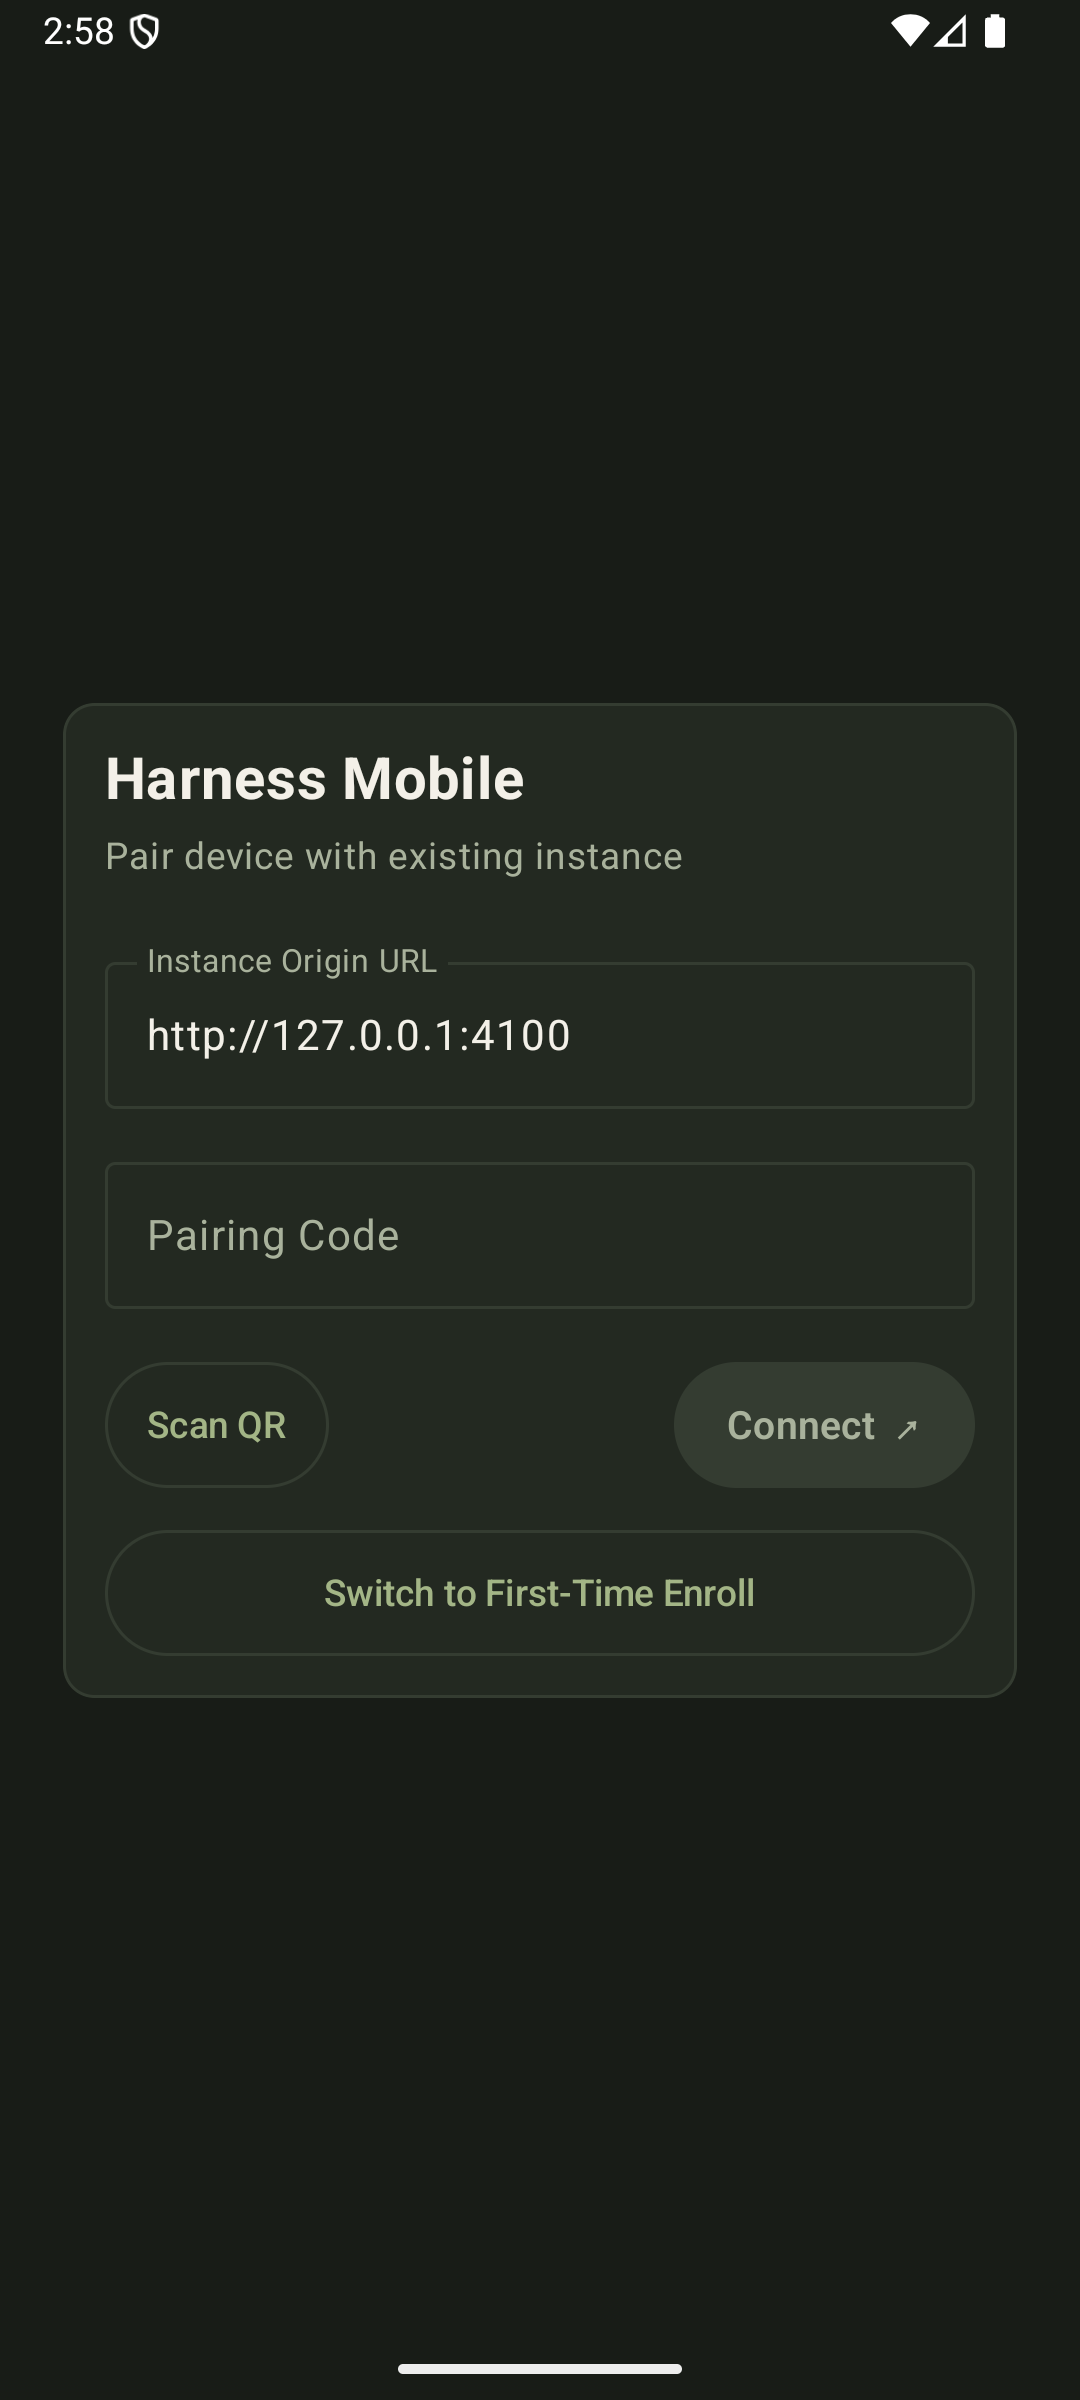 2:58
Harness Mobile
Pair device with existing instance
Instance Origin URL
http://127.0.0.1:4100
Pairing Code
Scan QR
Connect ↗
Switch to First-Time Enroll